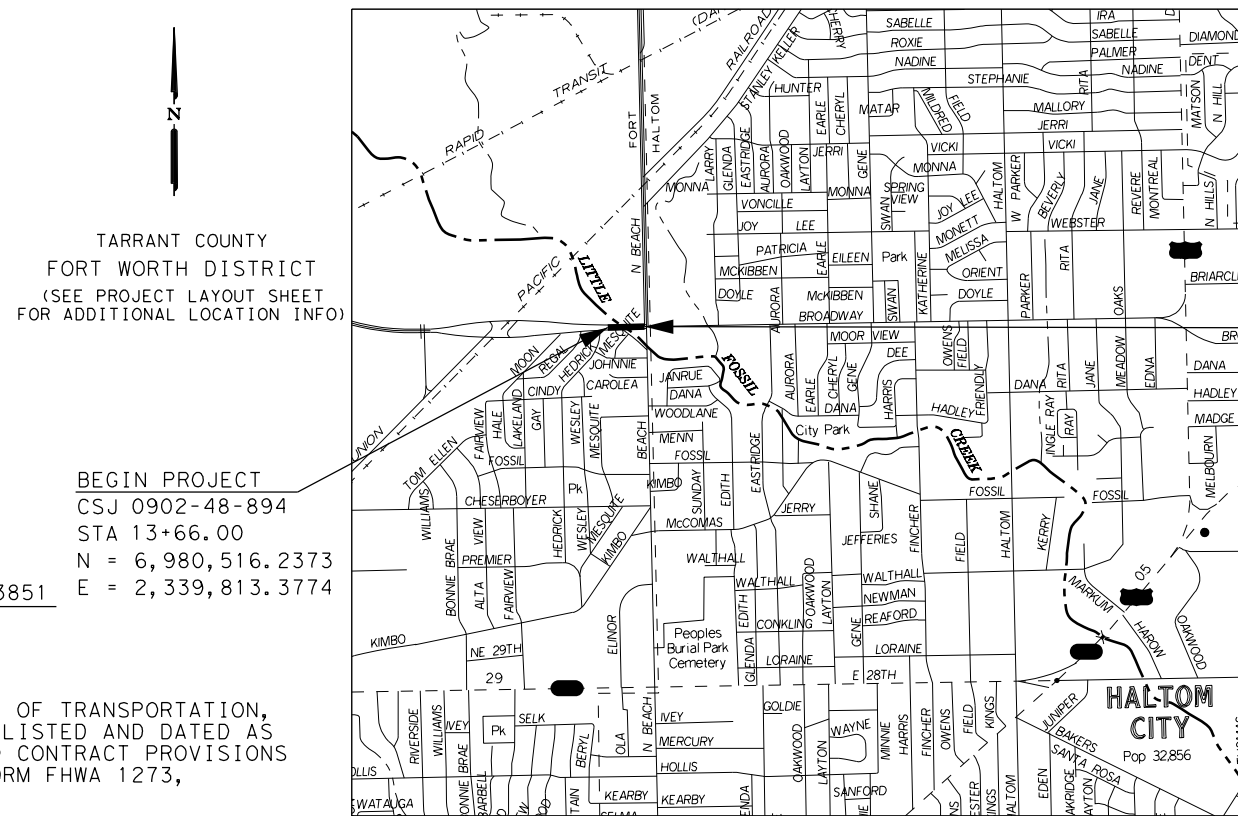 N
TARRANT COUNTY
FORT WORTH DISTRICT
(SEE PROJECT LAYOUT SHEET
FOR ADDITIONAL LOCATION INFO)
BEGIN PROJECT
CSJ 0902-48-894
STA 13+66.00
N = 6,980,516.2373
E = 2,339,813.3774
3851
OF TRANSPORTATION,
LISTED AND DATED AS
CONTRACT PROVISIONS
ORM FHWA 1273,
RAPID
TRANSIT
(DA
RAILROAD
STANLEY KELLER
CHERRY
SABELLE
IRA
ROXIE
SABELLE
DIAMOND
NADINE
PALMER
DENT
STEPHANIE
RITA
NADINE
HUNTER
MATSON
N HILL
EARLE
CHERYL
MATAR
MILDRED
FIELD
MALLORY
JERRI
FORT
HALTOM
LARRY
GLENDA
EASTRIDGE
AURORA
OAKWOOD
LAYTON
JERRI
GENE
VICKI
VICKI
MONNA
MONNA
MONNA
SPRING
VIEW
SWAN
HALTOM
W PARKER
BEVERLY
JANE
REVERE
MONTREAL
N HILLS
VONCILLE
JOY LEE
JOY
LEE
MONETT
WEBSTER
N BEACH
PATRICIA
EARLE
EILEEN
Park
MELISSA
RITA
PACIFIC
LITTLE
MCKIBBEN
ORIENT
BRIARCL
DOYLE
AURORA
McKIBBEN
SWAN
KATHERINE
DOYLE
PARKER
OAKS
BROADWAY
MOON
REGAL
HEDRICK
MESQUITE
MOOR VIEW
OWENS
FIELD
BR
JOHNNIE
FOSSIL
DEE
CINDY
CAROLEA
JANRUE
DANA
AURORA
EARLE
CHERYL
GENE
HARRIS
FRIENDLY
DANA
RITA
JANE
MEADOW
EDNA
DANA
HADLEY
UNION
FAIRVIEW
HALE
LAKELAND
GAY
WESLEY
MESQUITE
BEACH
WOODLANE
DANA
HADLEY
INGLE RAY
RAY
MADGE
MENN
City Park
CREEK
TOM ELLEN
FOSSIL
FOSSIL
EASTRIDGE
MELBOURN
WILLIAMS
CHESERBOYER
Pk
KIMBO
SUNDAY
EDITH
FOSSIL
FOSSIL
MESQUITE
JERRY
SHANE
FINCHER
McCOMAS
BONNIE BRAE
VIEW
HEDRICK
WESLEY
KIMBO
JEFFERIES
FIELD
HALTOM
KERRY
PREMIER
WALTHALL
ALTA
FAIRVIEW
WALTHALL
OAKWOOD
LAYTON
WALTHALL
MARKUM
05
NEWMAN
EDITH
CONKLING
GENE
REAFORD
HAROW
OAKWOOD
KIMBO
ELINOR
Peoples
Burial Park
Cemetery
NE 29TH
GLENDA
LORAINE
LORAINE
29
E 28TH
HALTOM
CITY
Pop 32,856
RIVERSIDE
WILLIAMS
IVEY
Pk
SELK
OLA
N BEACH
IVEY
GOLDIE
WAYNE
MINNIE
HARRIS
FINCHER
OWENS
FIELD
KINGS
JUNIPER
BAKERS
MERCURY
OAKWOOD
LAYTON
BERYL
SANTA ROSA
HOLLIS
EDEN
WATAUGA
KEARBY
KEARBY
SANFORD
HALTOM